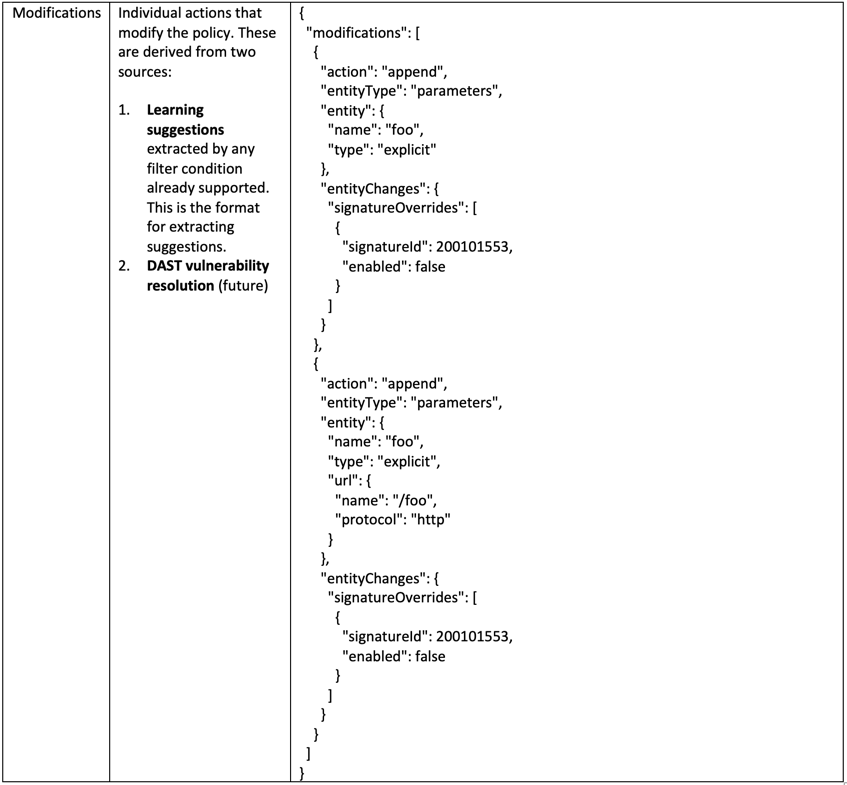 Modifications
Individual actions that
modify the policy. These
are derived from two
sources:
1. Learning
suggestions
extracted by any
filter condition
already supported.
This is the format
for extracting
suggestions.
2. DAST vulnerability
resolution (future)
{
"modifications": [
{
"action": "append",
"entityType": "parameters",
"entity": {
"name": "foo",
"type": "explicit"
},
"entityChanges": {
"signatureOverrides": [
{
"signatureId": 200101553,
"enabled": false
}
]
}
},
{
"action": "append",
"entityType": "parameters",
"entity": {
"name": "foo",
"type": "explicit",
"url": {
"name": "/foo",
"protocol": "http"
}
},
"entityChanges": {
"signatureOverrides": [
{
"signatureId": 200101553,
"enabled": false
}
]
}
}
]
}